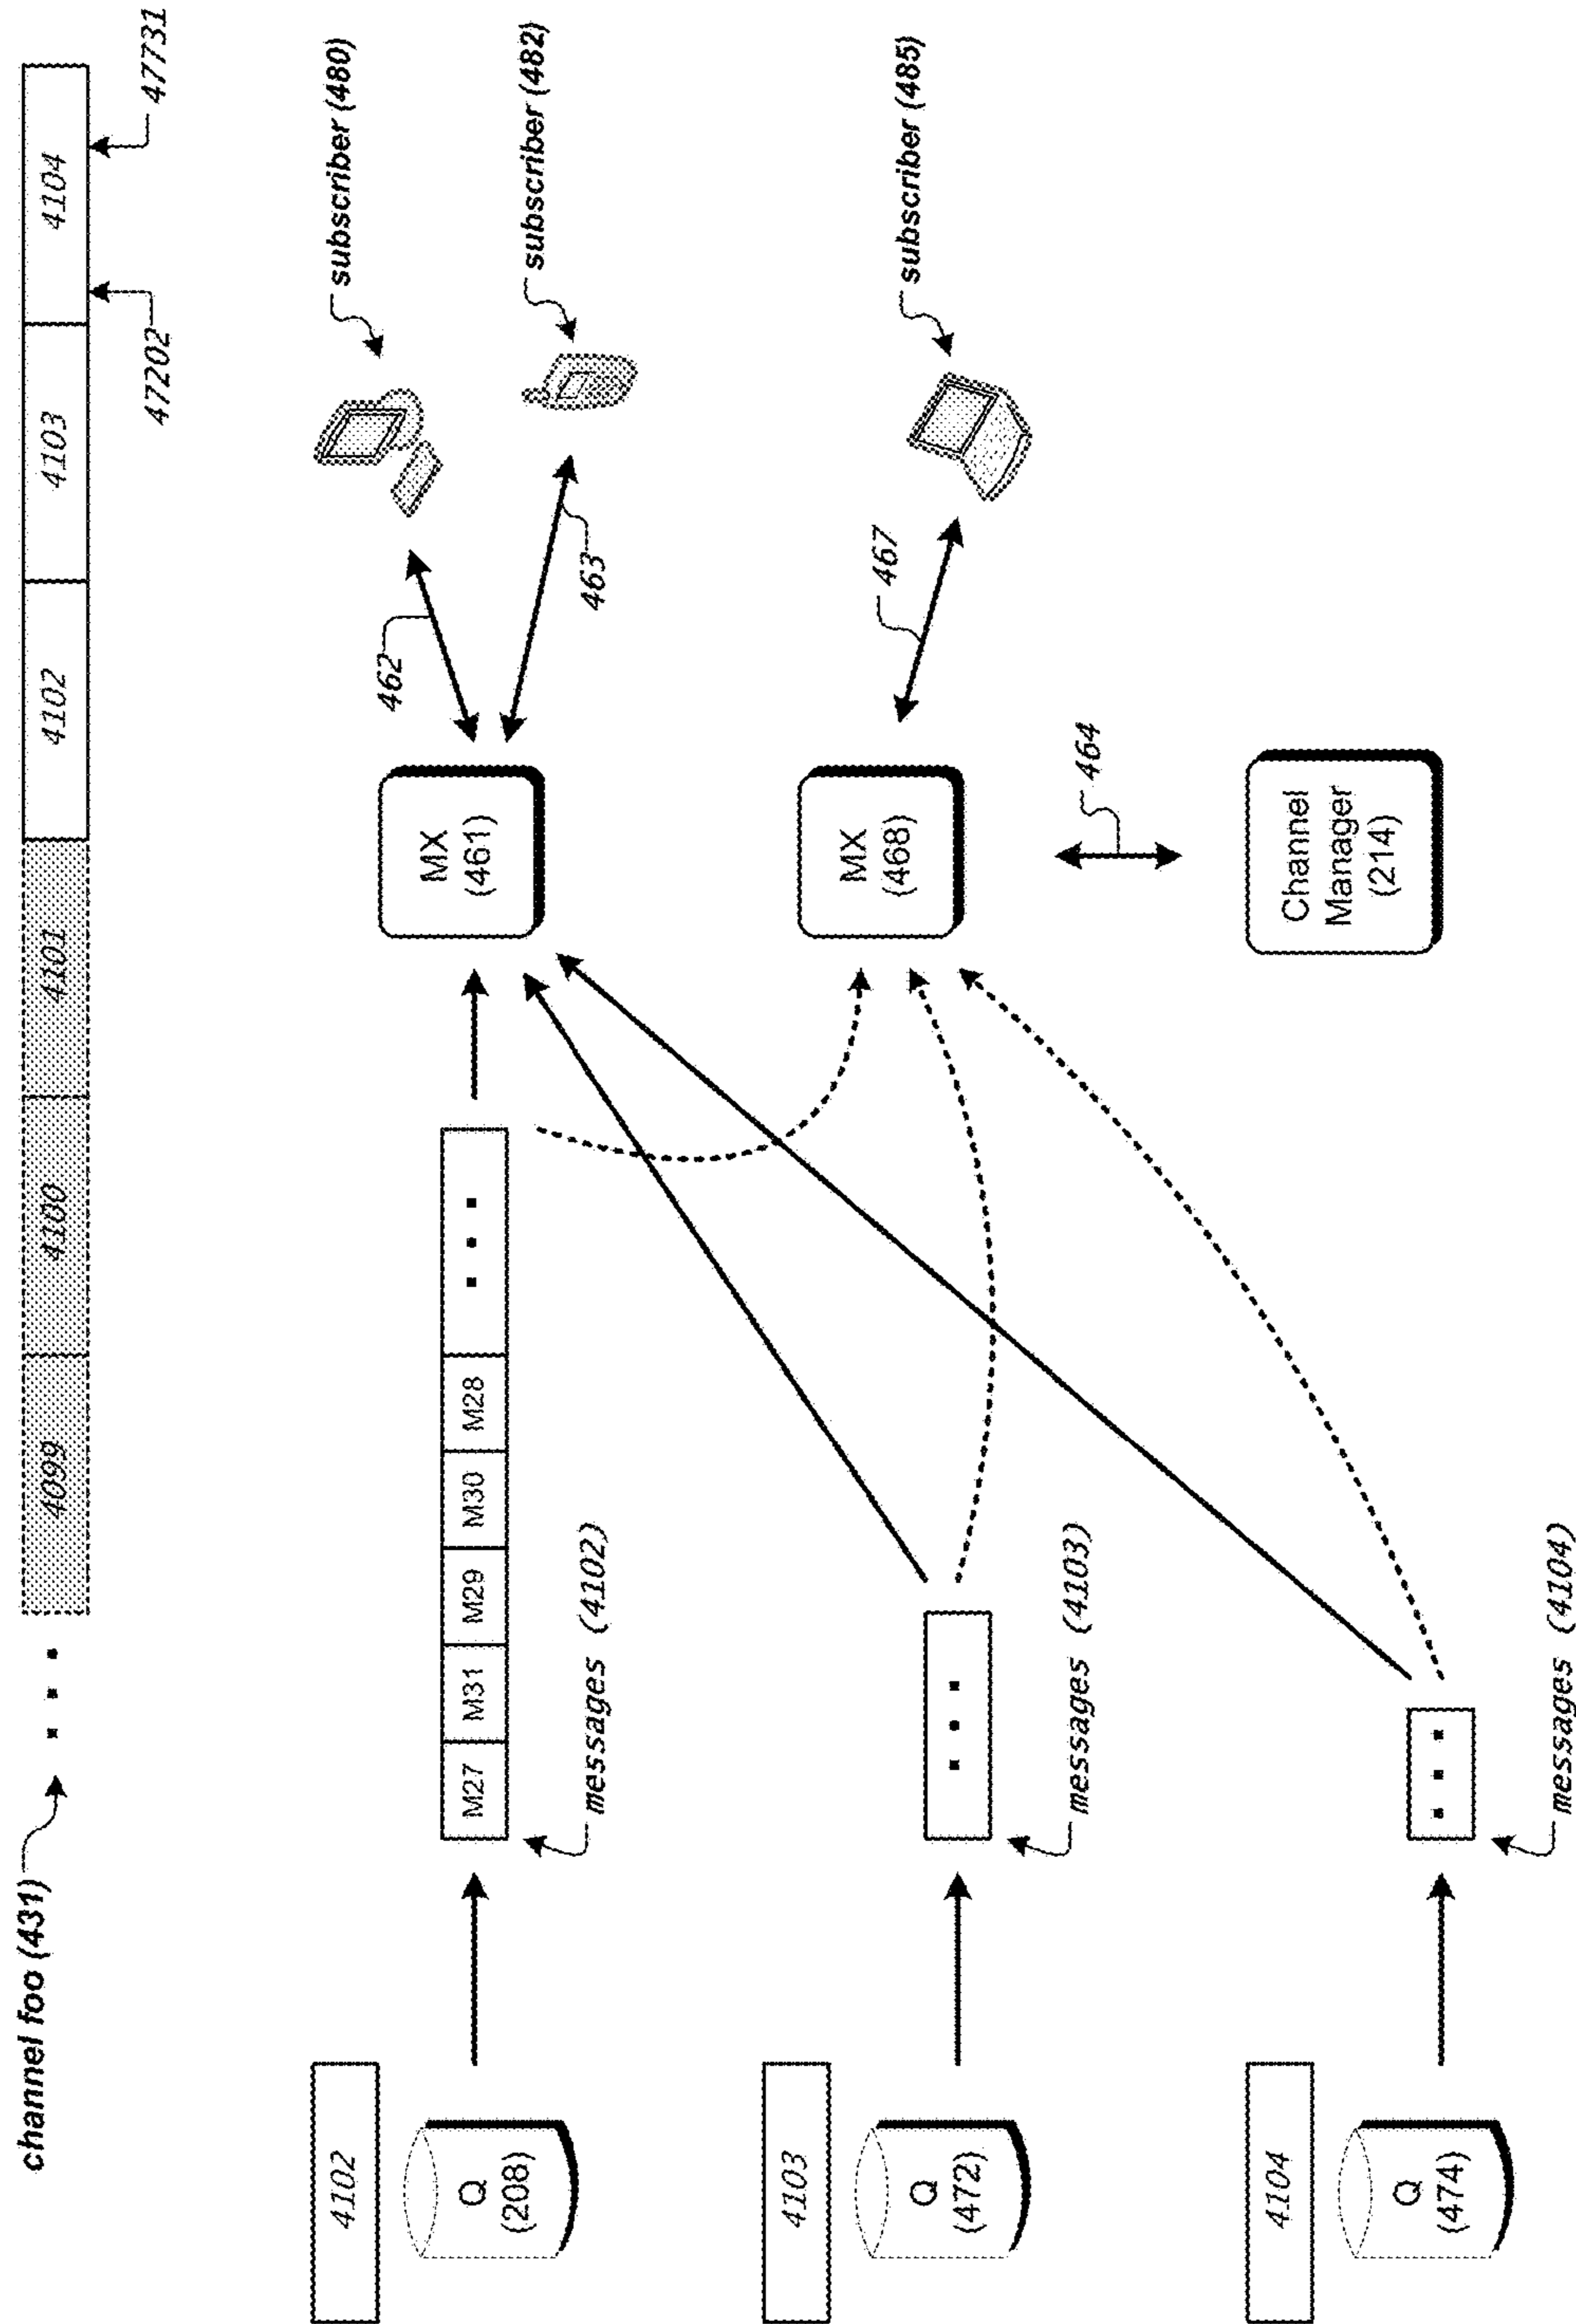 channel foo (431)
4099 4100 4101 4102 4103 4104
47202
47731
4102
Q
(208)
M27 M31 M29 M30 M28
messages (4102)
MX
(461)
462
463
subscriber (480)
subscriber (482)
4103
Q
(472)
messages (4103)
MX
(468)
467
subscriber (485)
4104
Q
(474)
messages (4104)
464
Channel
Manager
(214)